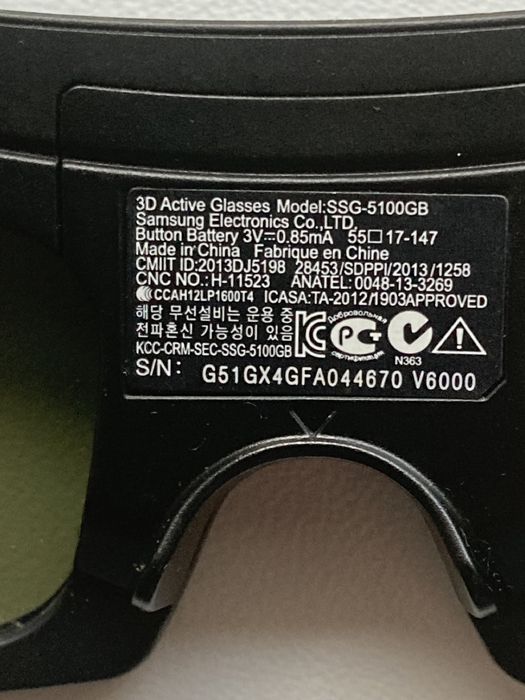 3D Active Glasses Model:SSG-5100GB
Samsung Electronics Co.,LTD
Button Battery 3V⎓0.85mA 55□17-147
Made in China Fabrique en Chine
CMIIT ID:2013DJ5198 28453/SDPPI/2013/1258
CNC NO.:H-11523 ANATEL:0048-13-3269
CCAH12LP1600T4 ICASA:TA-2012/1903APPROVED
해당 무선설비는 운용 중
전파혼신 가능성이 있음
KCC-CRM-SEC-SSG-5100GB
Добровольная
сертификация
N363
S/N: G51GX4GFA044670 V6000